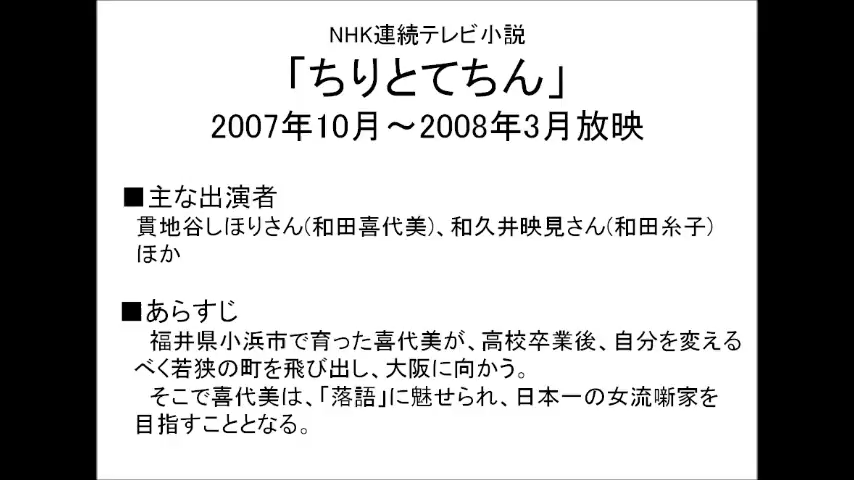 NHK連続テレビ小説
「ちりとてちん」
2007年10月～2008年3月放映
■主な出演者
貫地谷しほりさん(和田喜代美)、和久井映見さん(和田糸子)
ほか
■あらすじ
福井県小浜市で育った喜代美が、高校卒業後、自分を変える
べく若狭の町を飛び出し、大阪に向かう。
そこで喜代美は、「落語」に魅せられ、日本一の女流噺家を
目指すこととなる。